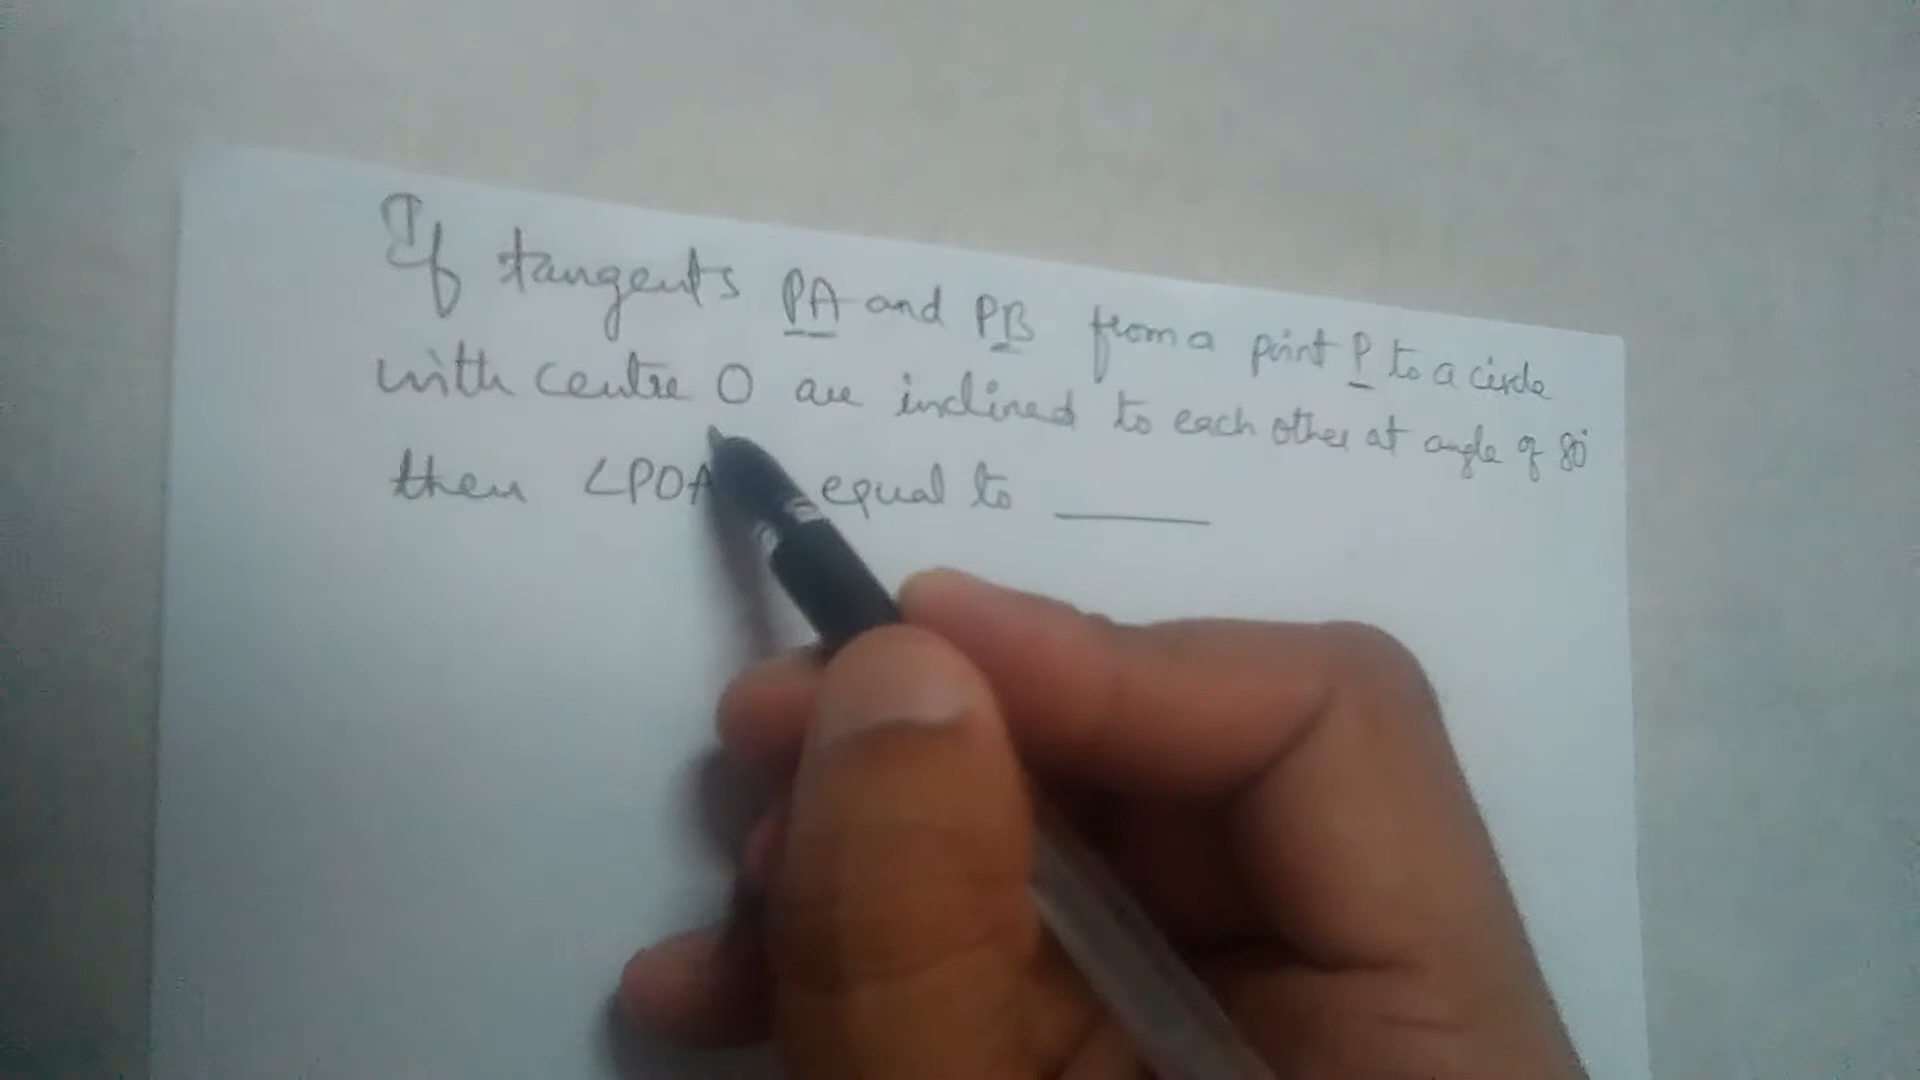 If tangents PA and PB from a point P to a circle
with centre O are inclined to each other at angle of 80°
then ∠POA equal to ____